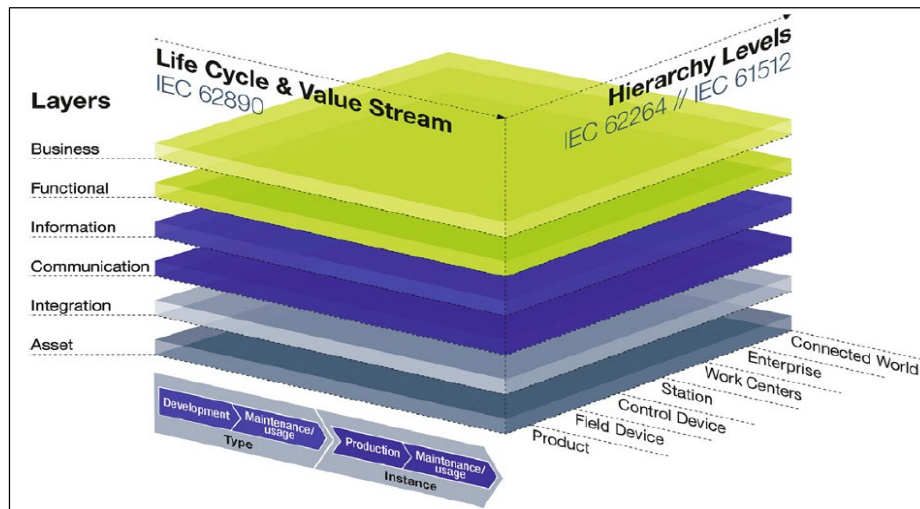 Life Cycle & Value Stream
IEC 62890
Hierarchy Levels
IEC 62264 // IEC 61512
Layers
Business
Functional
Information
Communication
Integration
Asset
Development
Maintenance/
usage
Type
Production
Maintenance/
usage
Instance
Connected World
Enterprise
Work Centers
Station
Control Device
Field Device
Product